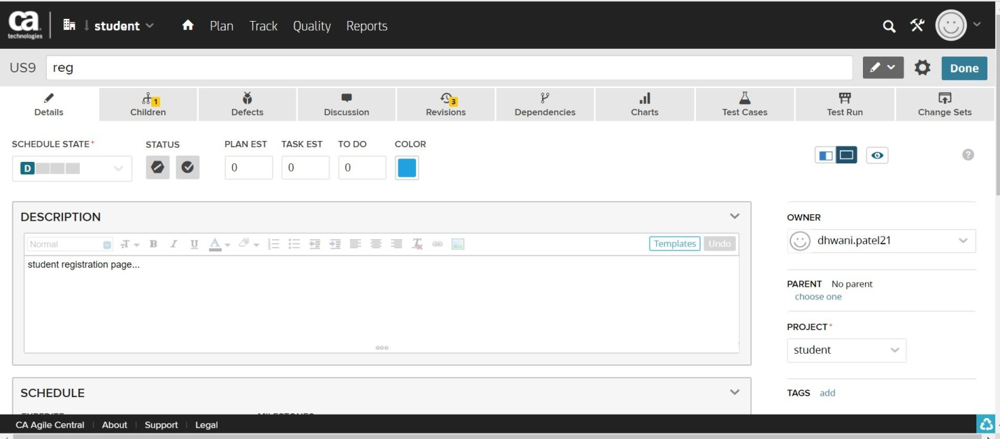 ca
technologies
student
Plan Track Quality Reports
US9 reg Done
Details
1
Children
Defects
Discussion
3
Revisions
Dependencies
Charts
Test Cases
Test Run
Change Sets
SCHEDULE STATE* STATUS PLAN EST TASK EST TO DO COLOR
D 0 0 0
?
DESCRIPTION
Normal T B I U A Templates Undo
student registration page...
SCHEDULE
EXPEDITE MILESTONES
OWNER
dhwani.patel21
PARENT No parent
choose one
PROJECT*
student
TAGS add
CA Agile Central | About | Support | Legal